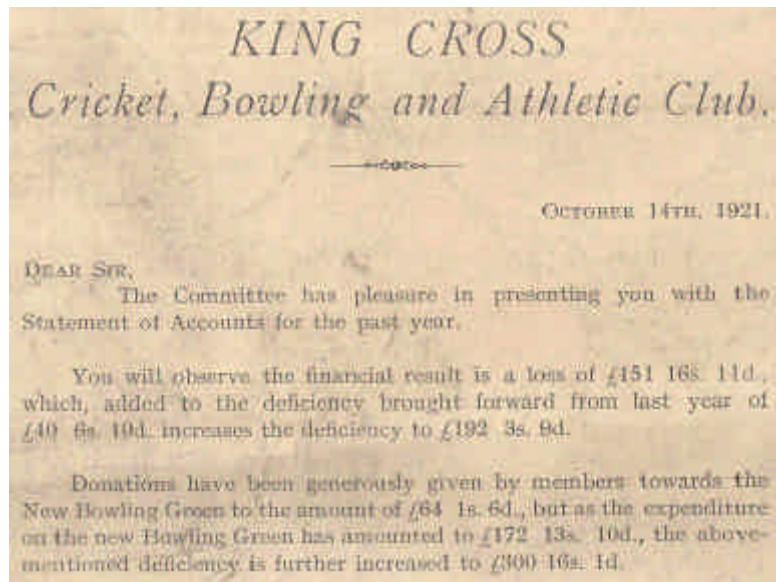 KING CROSS
Cricket, Bowling and Athletic Club.
OCTOBER 14TH, 1921.
DEAR SIR,
The Committee has pleasure in presenting you with the
Statement of Accounts for the past year.
You will observe the financial result is a loss of £151 16s. 11d.,
which, added to the deficiency brought forward from last year of
£40 6s. 10d. increases the deficiency to £192 3s. 9d.
Donations have been generously given by members towards the
New Bowling Green to the amount of £64 1s. 6d., but as the expenditure
on the new Bowling Green has amounted to £172 13s. 10d., the above-
mentioned deficiency is further increased to £300 16s. 1d.